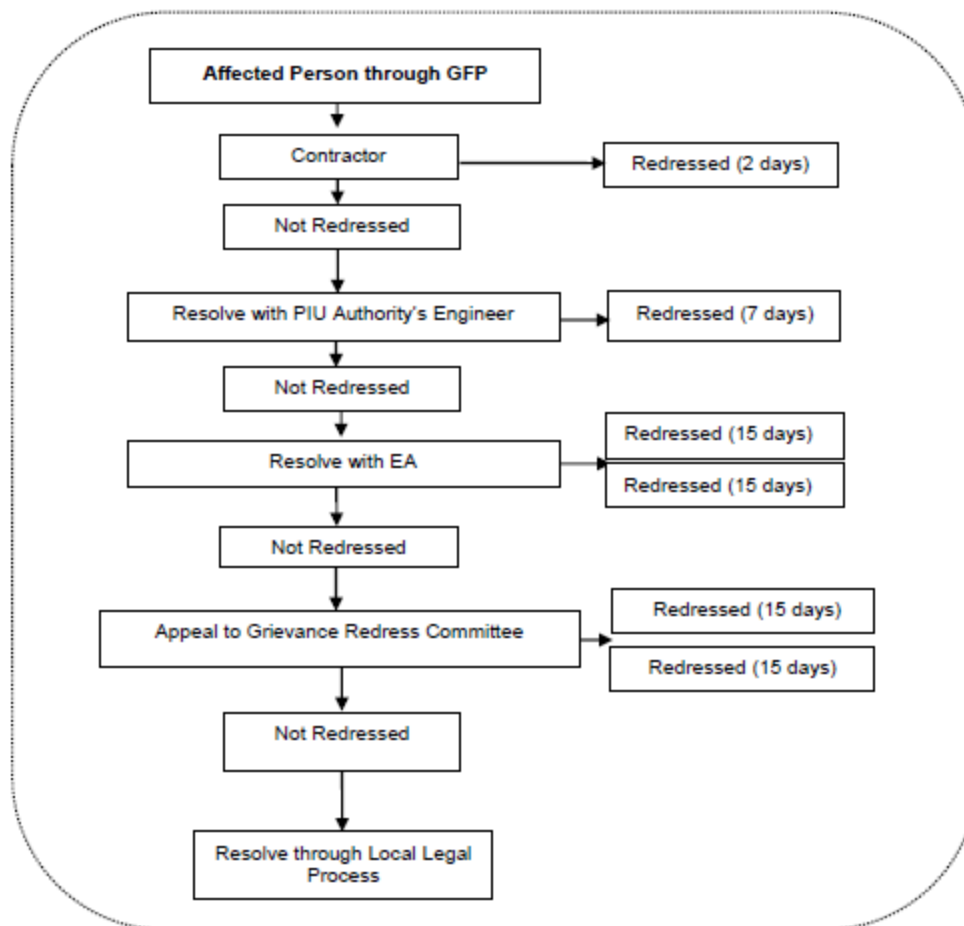 Affected Person through GFP
Contractor
Redressed (2 days)
Not Redressed
Resolve with PIU Authority's Engineer
Redressed (7 days)
Not Redressed
Redressed (15 days)
Resolve with EA
Redressed (15 days)
Not Redressed
Redressed (15 days)
Appeal to Grievance Redress Committee
Redressed (15 days)
Not Redressed
Resolve through Local Legal
Process